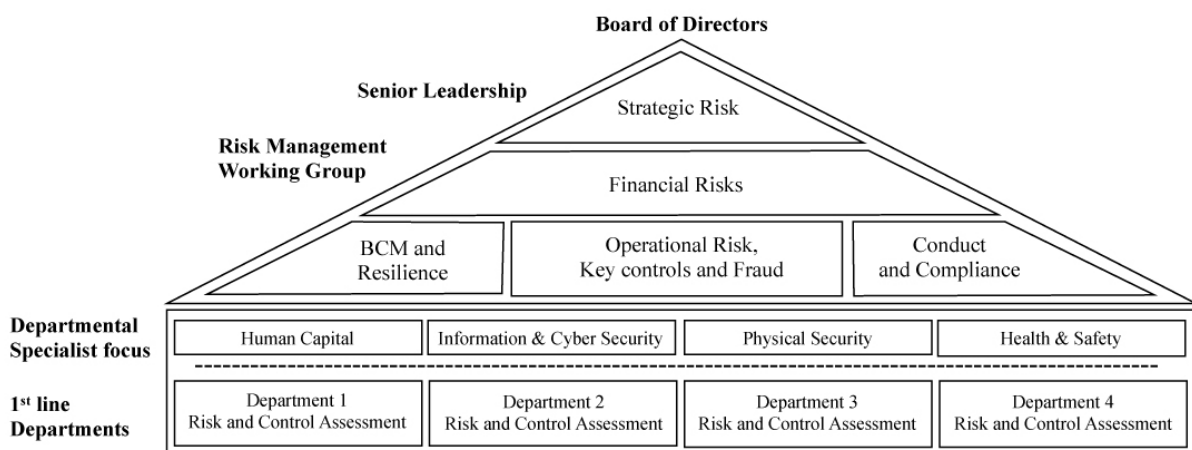 Board of Directors
Senior Leadership
Strategic Risk
Risk Management
Working Group
Financial Risks
BCM and
Resilience
Operational Risk,
Key controls and Fraud
Conduct
and Compliance
Departmental
Specialist focus
Human Capital
Information & Cyber Security
Physical Security
Health & Safety
1st line
Departments
Department 1
Risk and Control Assessment
Department 2
Risk and Control Assessment
Department 3
Risk and Control Assessment
Department 4
Risk and Control Assessment